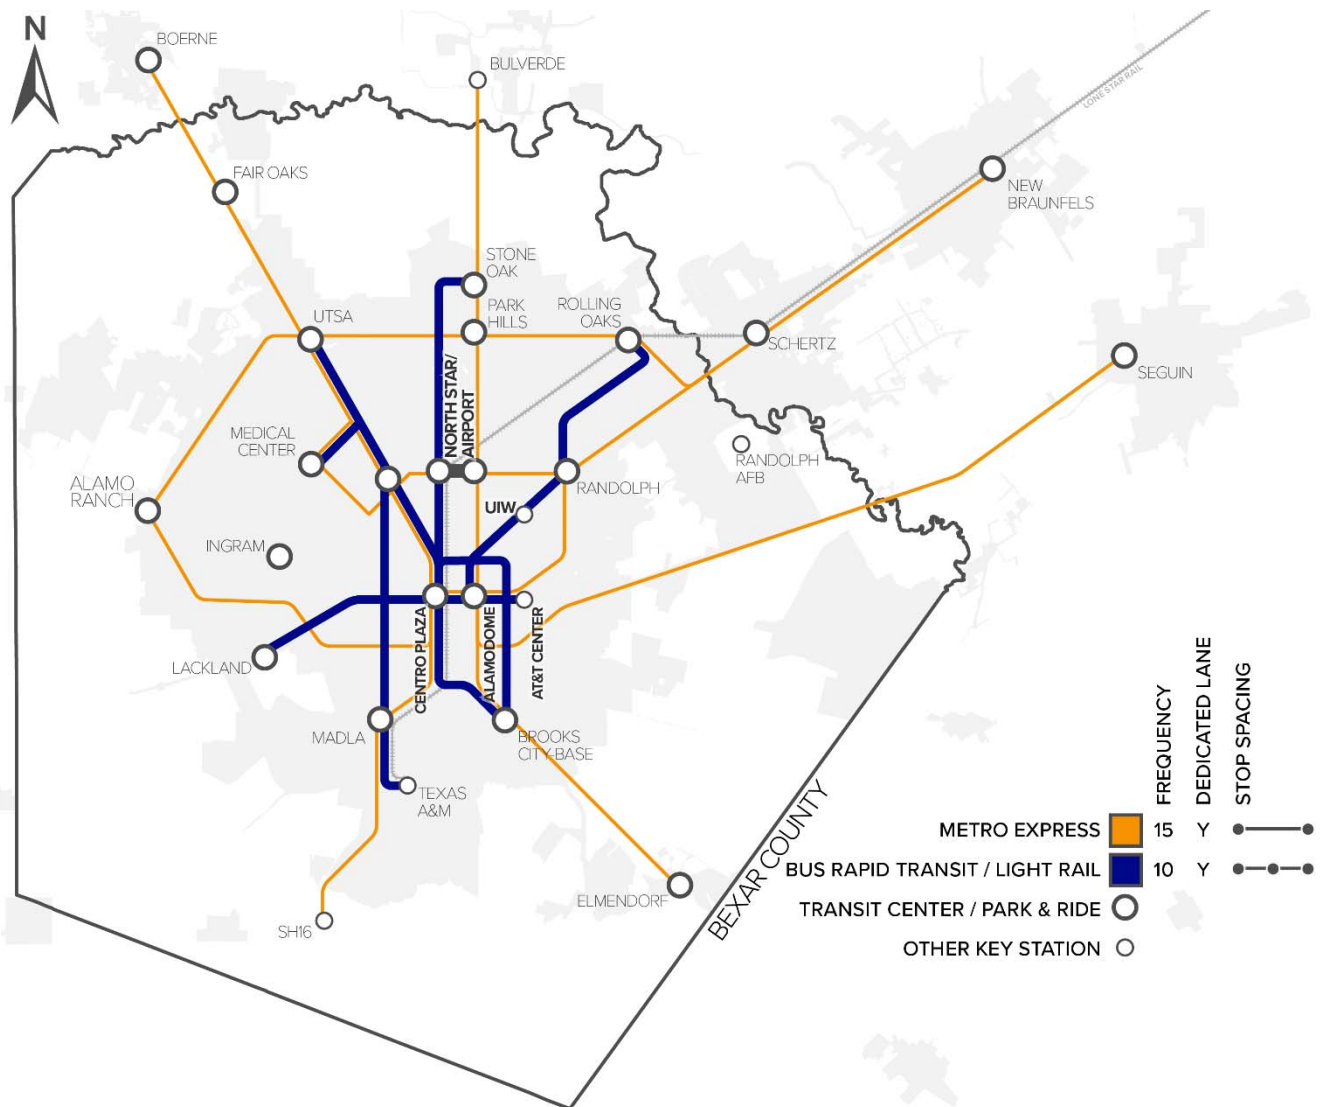 N
BOERNE
BULVERDE
LONE STAR RAIL
FAIR OAKS
NEW
BRAUNFELS
STONE
OAK
PARK
HILLS
ROLLING
OAKS
UTSA
SCHERTZ
SEGUIN
NORTH STAR/
AIRPORT
MEDICAL
CENTER
RANDOLPH
AFB
ALAMO
RANCH
RANDOLPH
UIW
INGRAM
CENTRO PLAZA
ALAMODOME
AT&T CENTER
LACKLAND
MADLA
BROOKS
CITY-BASE
TEXAS
A&M
ELMENDORF
SH16
BEXAR COUNTY
FREQUENCY
DEDICATED LANE
STOP SPACING
METRO EXPRESS 15 Y
BUS RAPID TRANSIT / LIGHT RAIL 10 Y
TRANSIT CENTER / PARK & RIDE
OTHER KEY STATION